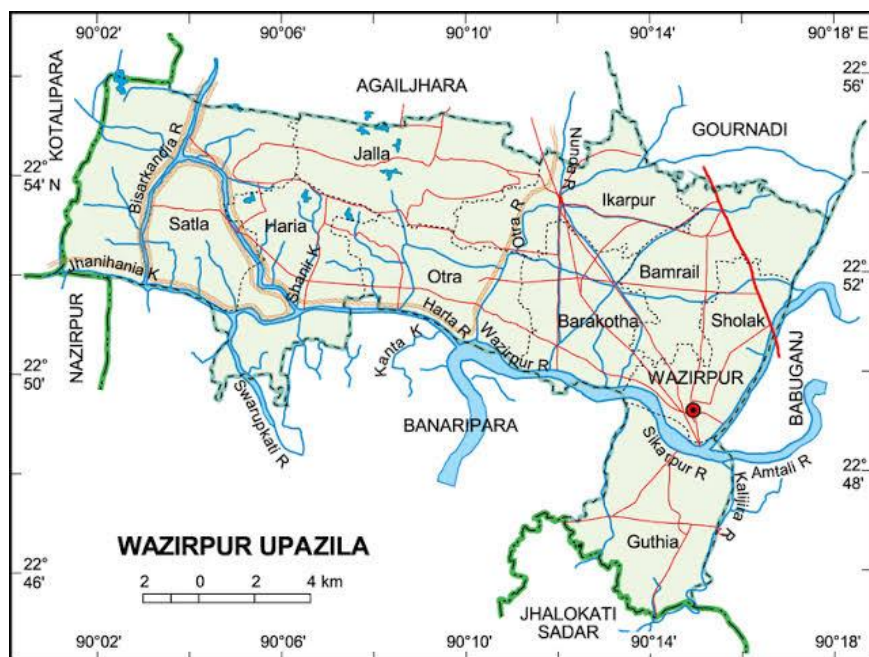 90°02' 90°06' 90°10' 90°14' 90°18' E
22°
56'
AGAILJHARA
KOTALIPARA
GOURNADI
Nunda R
Bisarkandia R
Jalla
22°
54' N
Ikarpur
Satla
Haria
Otra R
Jhanihania K
Shanir K
Otra
Bamrail
22°
52'
Harta R
Barakotha
Sholak
NAZIRPUR
Kanta K
Wazirpur R
22°
50'
WAZIRPUR
BABUGANJ
Swarupkati R
BANARIPARA
Sikarpur R
Amtali R
22°
48'
Kalijira R
WAZIRPUR UPAZILA
Guthia
22°
46'
2 0 2 4 km
JHALOKATI
SADAR
90°02' 90°06' 90°10' 90°14' 90°18'